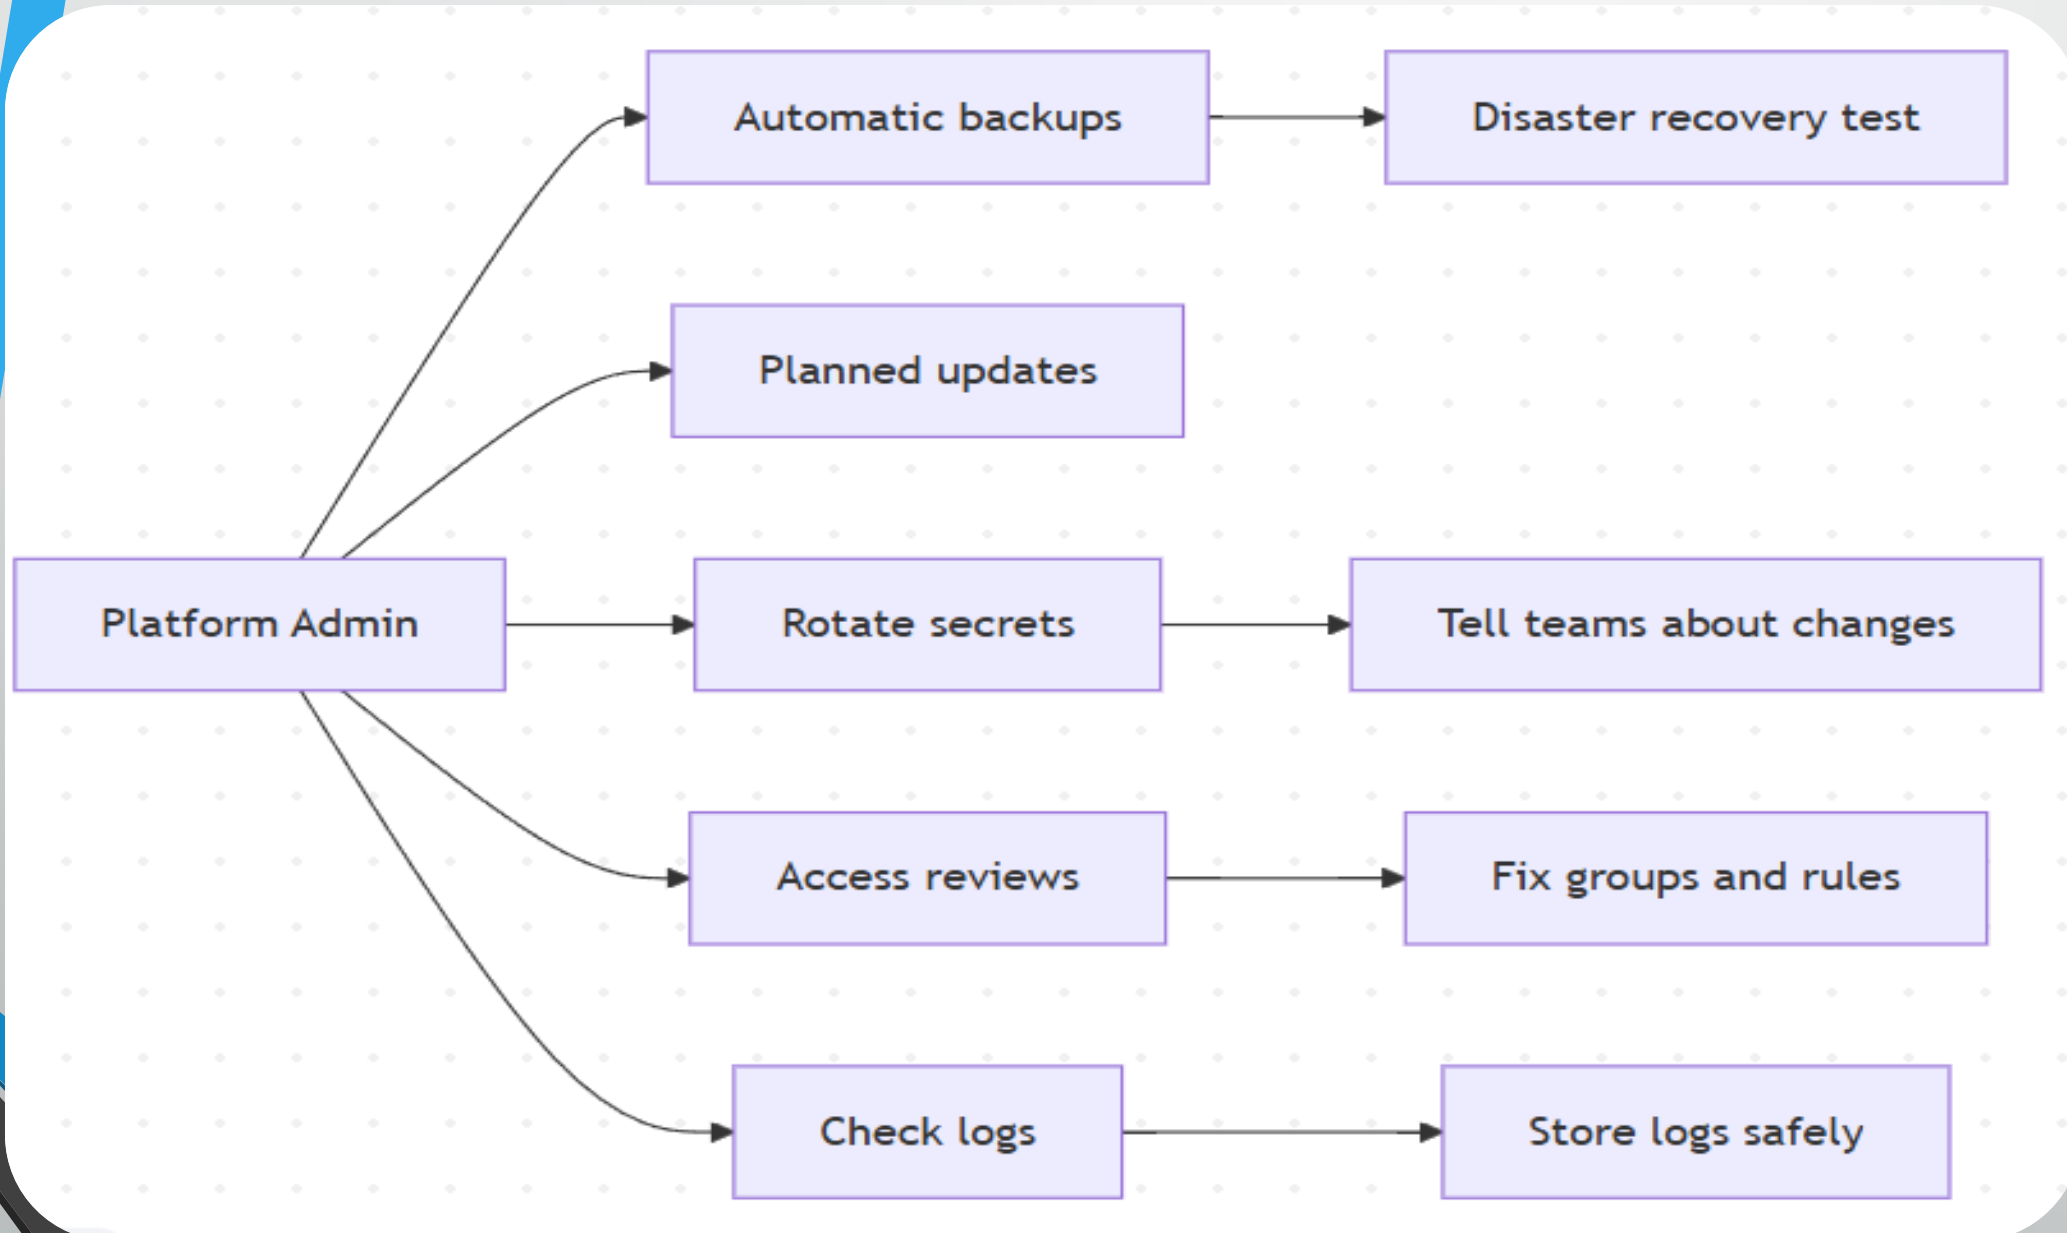 Automatic backups
Disaster recovery test
Planned updates
Platform Admin
Rotate secrets
Tell teams about changes
Access reviews
Fix groups and rules
Check logs
Store logs safely